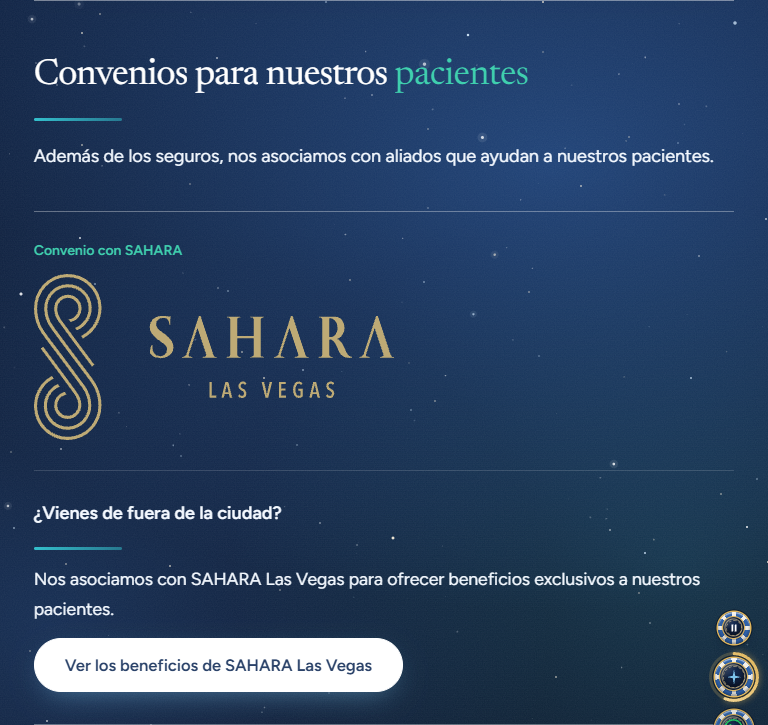 Convenios para nuestros pacientes
Además de los seguros, nos asociamos con aliados que ayudan a nuestros pacientes.
Convenio con SAHARA
SAHARA
LAS VEGAS
¿Vienes de fuera de la ciudad?
Nos asociamos con SAHARA Las Vegas para ofrecer beneficios exclusivos a nuestros
pacientes.
Ver los beneficios de SAHARA Las Vegas